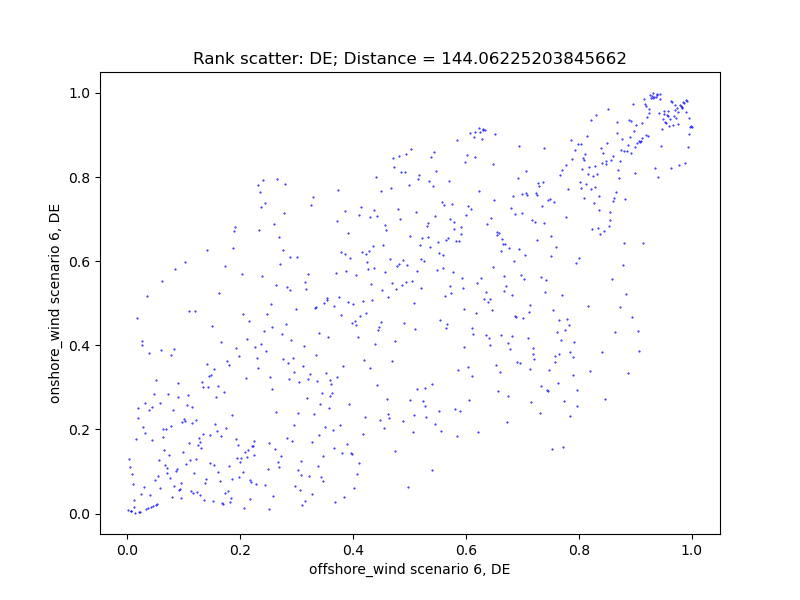 Rank scatter: DE; Distance = 144.06225203845662
1.0
0.8
0.6
0.4
0.2
0.0
onshore_wind scenario 6, DE
0.0 0.2 0.4 0.6 0.8 1.0
offshore_wind scenario 6, DE